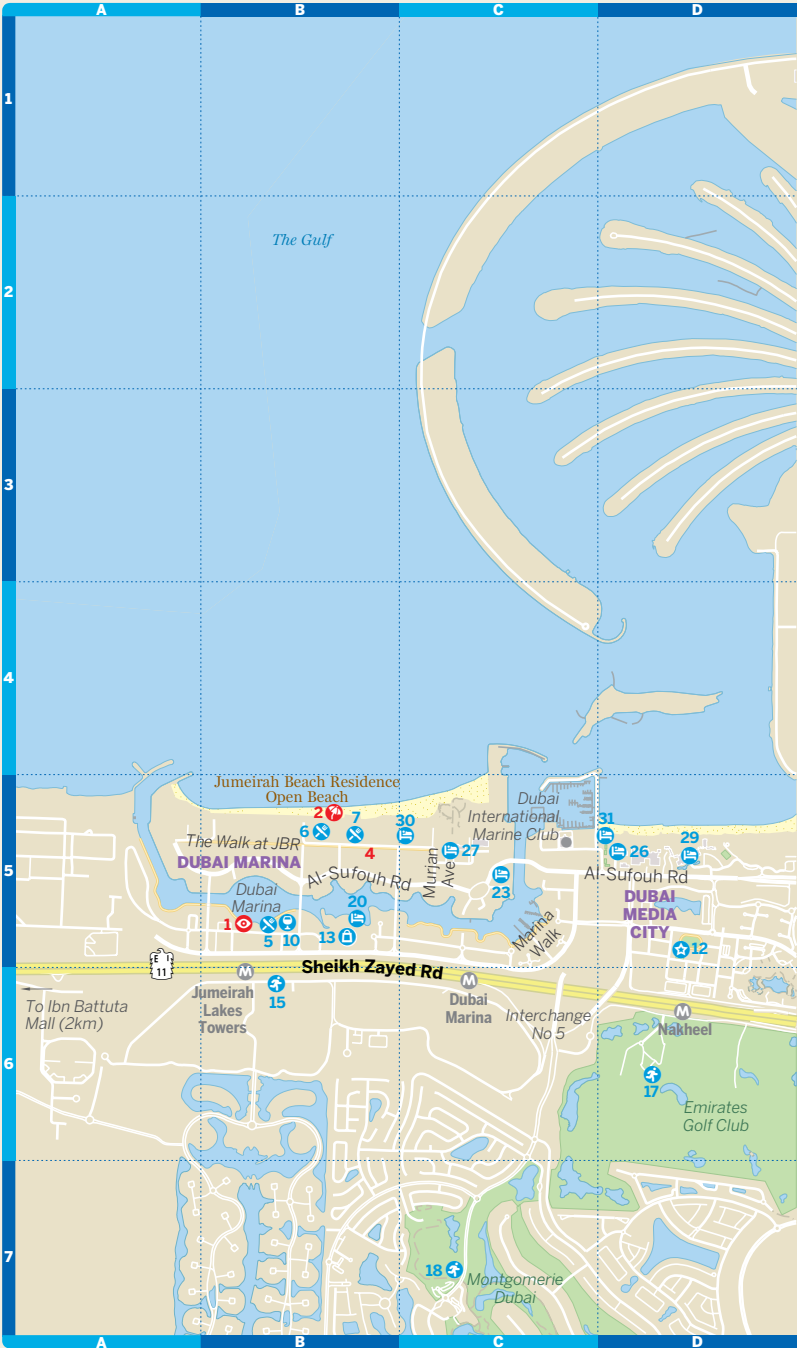 A B C D
1
The Gulf
2
3
4
5
Jumeirah Beach Residence
Open Beach
2
7
6
30
The Walk at JBR
DUBAI MARINA
4
Al-Sufouh Rd
Murjan
Ave
27
23
Dubai
International
Marine Club
31
26
29
Al-Sufouh Rd
DUBAI
MEDIA
CITY
12
Dubai
Marina
1
5
10
20
13
Marina
Walk
E 11
Sheikh Zayed Rd
M
Jumeirah
Lakes
Towers
15
M
Dubai
Marina
Interchange
No 5
M
Nakheel
To Ibn Battuta
Mall (2km)
6
17
Emirates
Golf Club
7
18
Montgomerie
Dubai
A B C D